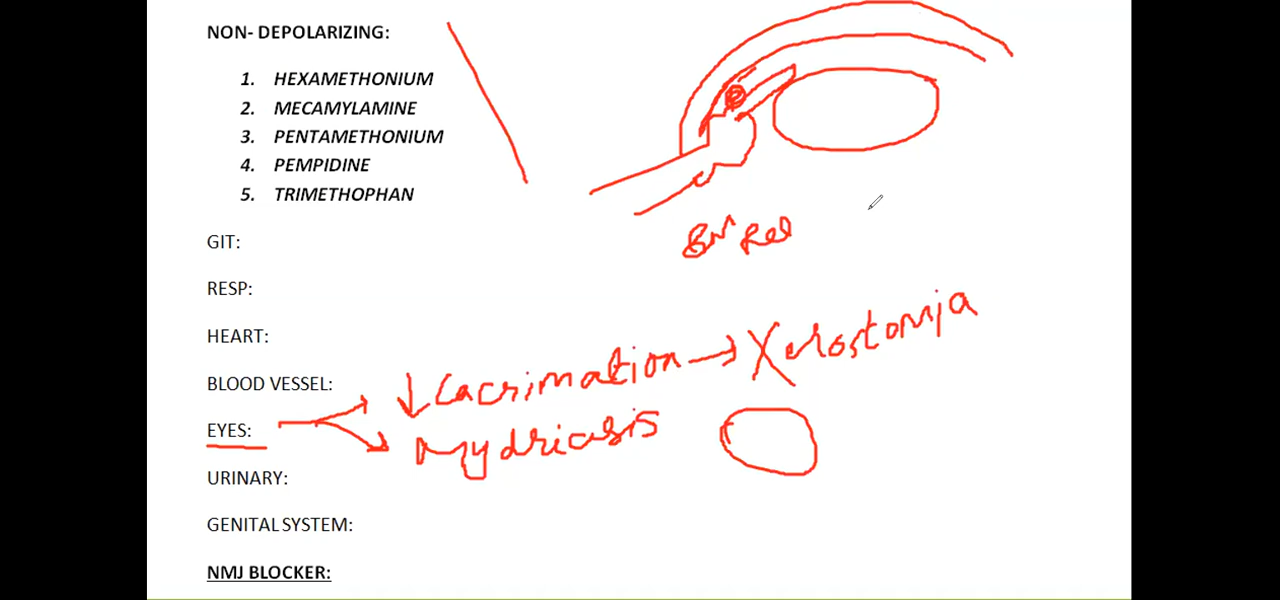 NON- DEPOLARIZING:
1. HEXAMETHONIUM
2. MECAMYLAMINE
3. PENTAMETHONIUM
4. PEMPIDINE
5. TRIMETHOPHAN
GIT:
RESP:
HEART:
BLOOD VESSEL:
↓ Lacrimation → Xerostomia
EYES:
Mydriasis
URINARY:
GENITAL SYSTEM:
NMJ BLOCKER: